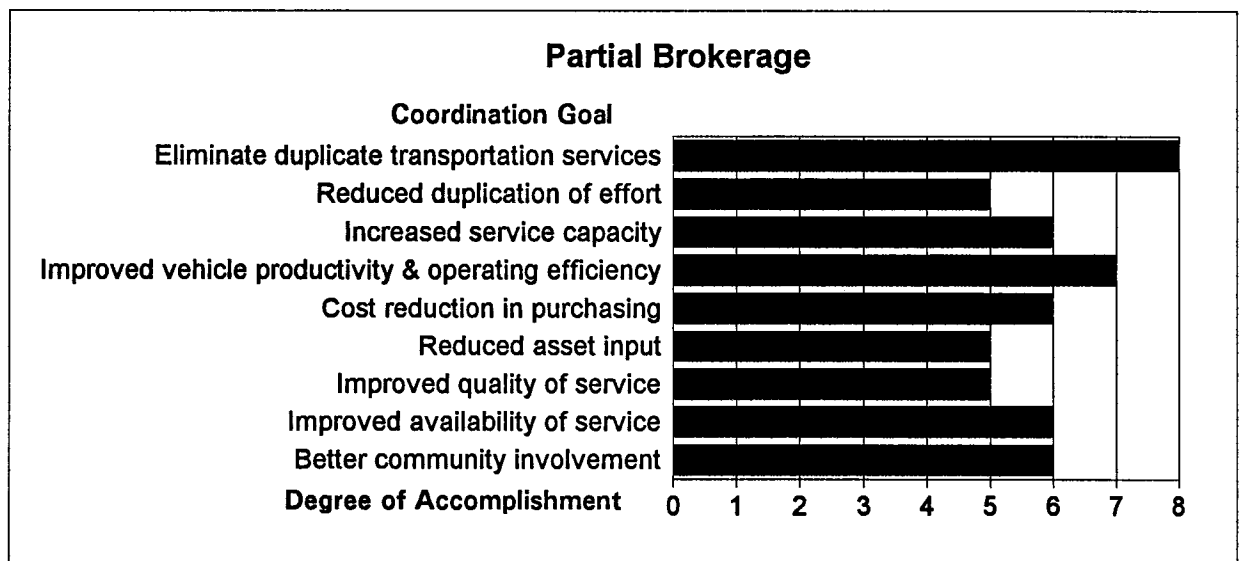 Partial Brokerage
Coordination Goal
Eliminate duplicate transportation services
Reduced duplication of effort
Increased service capacity
Improved vehicle productivity & operating efficiency
Cost reduction in purchasing
Reduced asset input
Improved quality of service
Improved availability of service
Better community involvement
Degree of Accomplishment 0 1 2 3 4 5 6 7 8